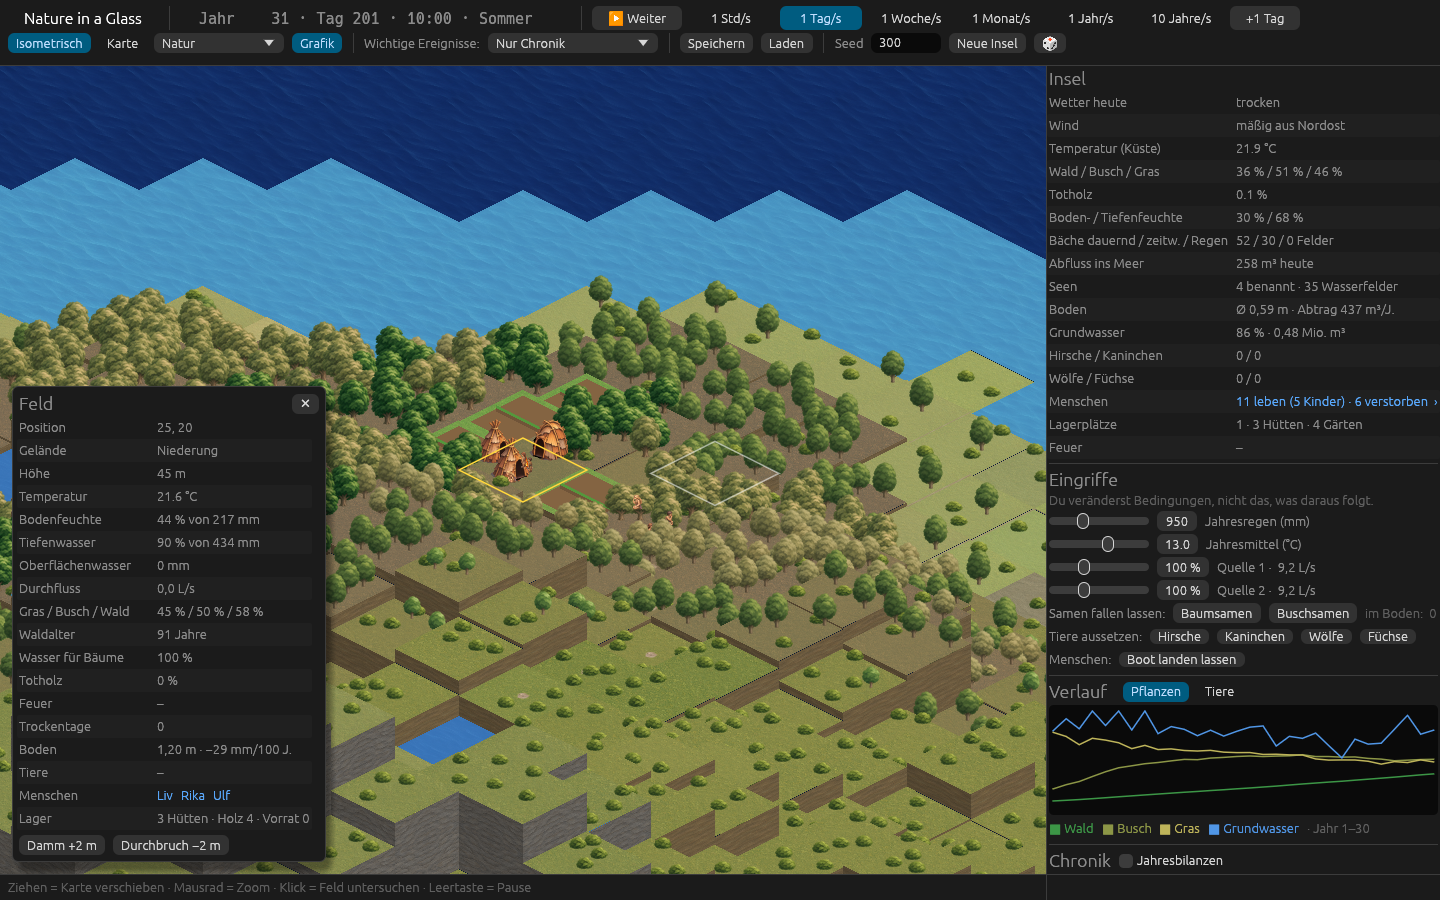 Nature in a Glass
Jahr 31 · Tag 201 · 10:00 · Sommer
Weiter
1 Std/s
1 Tag/s
1 Woche/s
1 Monat/s
1 Jahr/s
10 Jahre/s
+1 Tag
Isometrisch
Karte
Natur
Grafik
Wichtige Ereignisse:
Nur Chronik
Speichern
Laden
Seed
300
Neue Insel
Insel
Wetter heute trocken
Wind mäßig aus Nordost
Temperatur (Küste) 21.9 °C
Wald / Busch / Gras 36 % / 51 % / 46 %
Totholz 0.1 %
Boden- / Tiefenfeuchte 30 % / 68 %
Bäche dauernd / zeitw. / Regen 52 / 30 / 0 Felder
Abfluss ins Meer 258 m³ heute
Seen 4 benannt · 35 Wasserfelder
Boden Ø 0,59 m · Abtrag 437 m³/J.
Grundwasser 86 % · 0,48 Mio. m³
Hirsche / Kaninchen 0 / 0
Wölfe / Füchse 0 / 0
Menschen 11 leben (5 Kinder) · 6 verstorben ›
Lagerplätze 1 · 3 Hütten · 4 Gärten
Feuer –
Eingriffe
Du veränderst Bedingungen, nicht das, was daraus folgt.
950 Jahresregen (mm)
13.0 Jahresmittel (°C)
100 % Quelle 1 · 9,2 L/s
100 % Quelle 2 · 9,2 L/s
Samen fallen lassen: Baumsamen Buschsamen im Boden: 0
Tiere aussetzen: Hirsche Kaninchen Wölfe Füchse
Menschen: Boot landen lassen
Verlauf Pflanzen Tiere
Wald Busch Gras Grundwasser · Jahr 1–30
Chronik Jahresbilanzen
Feld ✕
Position 25, 20
Gelände Niederung
Höhe 45 m
Temperatur 21.6 °C
Bodenfeuchte 44 % von 217 mm
Tiefenwasser 90 % von 434 mm
Oberflächenwasser 0 mm
Durchfluss 0,0 L/s
Gras / Busch / Wald 45 % / 50 % / 58 %
Waldalter 91 Jahre
Wasser für Bäume 100 %
Totholz 0 %
Feuer –
Trockentage 0
Boden 1,20 m · −29 mm/100 J.
Tiere –
Menschen Liv Rika Ulf
Lager 3 Hütten · Holz 4 · Vorrat 0
Damm +2 m Durchbruch −2 m
Ziehen = Karte verschieben · Mausrad = Zoom · Klick = Feld untersuchen · Leertaste = Pause